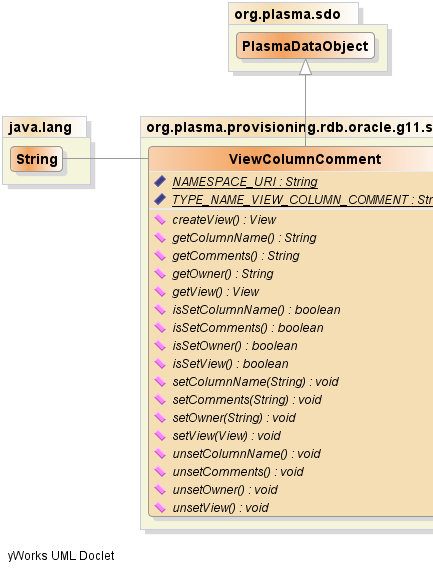 org.plasma.sdo
PlasmaDataObject
java.lang
String
org.plasma.provisioning.rdb.oracle.g11.s
ViewColumnComment
NAMESPACE_URI : String
TYPE_NAME_VIEW_COLUMN_COMMENT : Str
createView() : View
getColumnName() : String
getComments() : String
getOwner() : String
getView() : View
isSetColumnName() : boolean
isSetComments() : boolean
isSetOwner() : boolean
isSetView() : boolean
setColumnName(String) : void
setComments(String) : void
setOwner(String) : void
setView(View) : void
unsetColumnName() : void
unsetComments() : void
unsetOwner() : void
unsetView() : void
yWorks UML Doclet